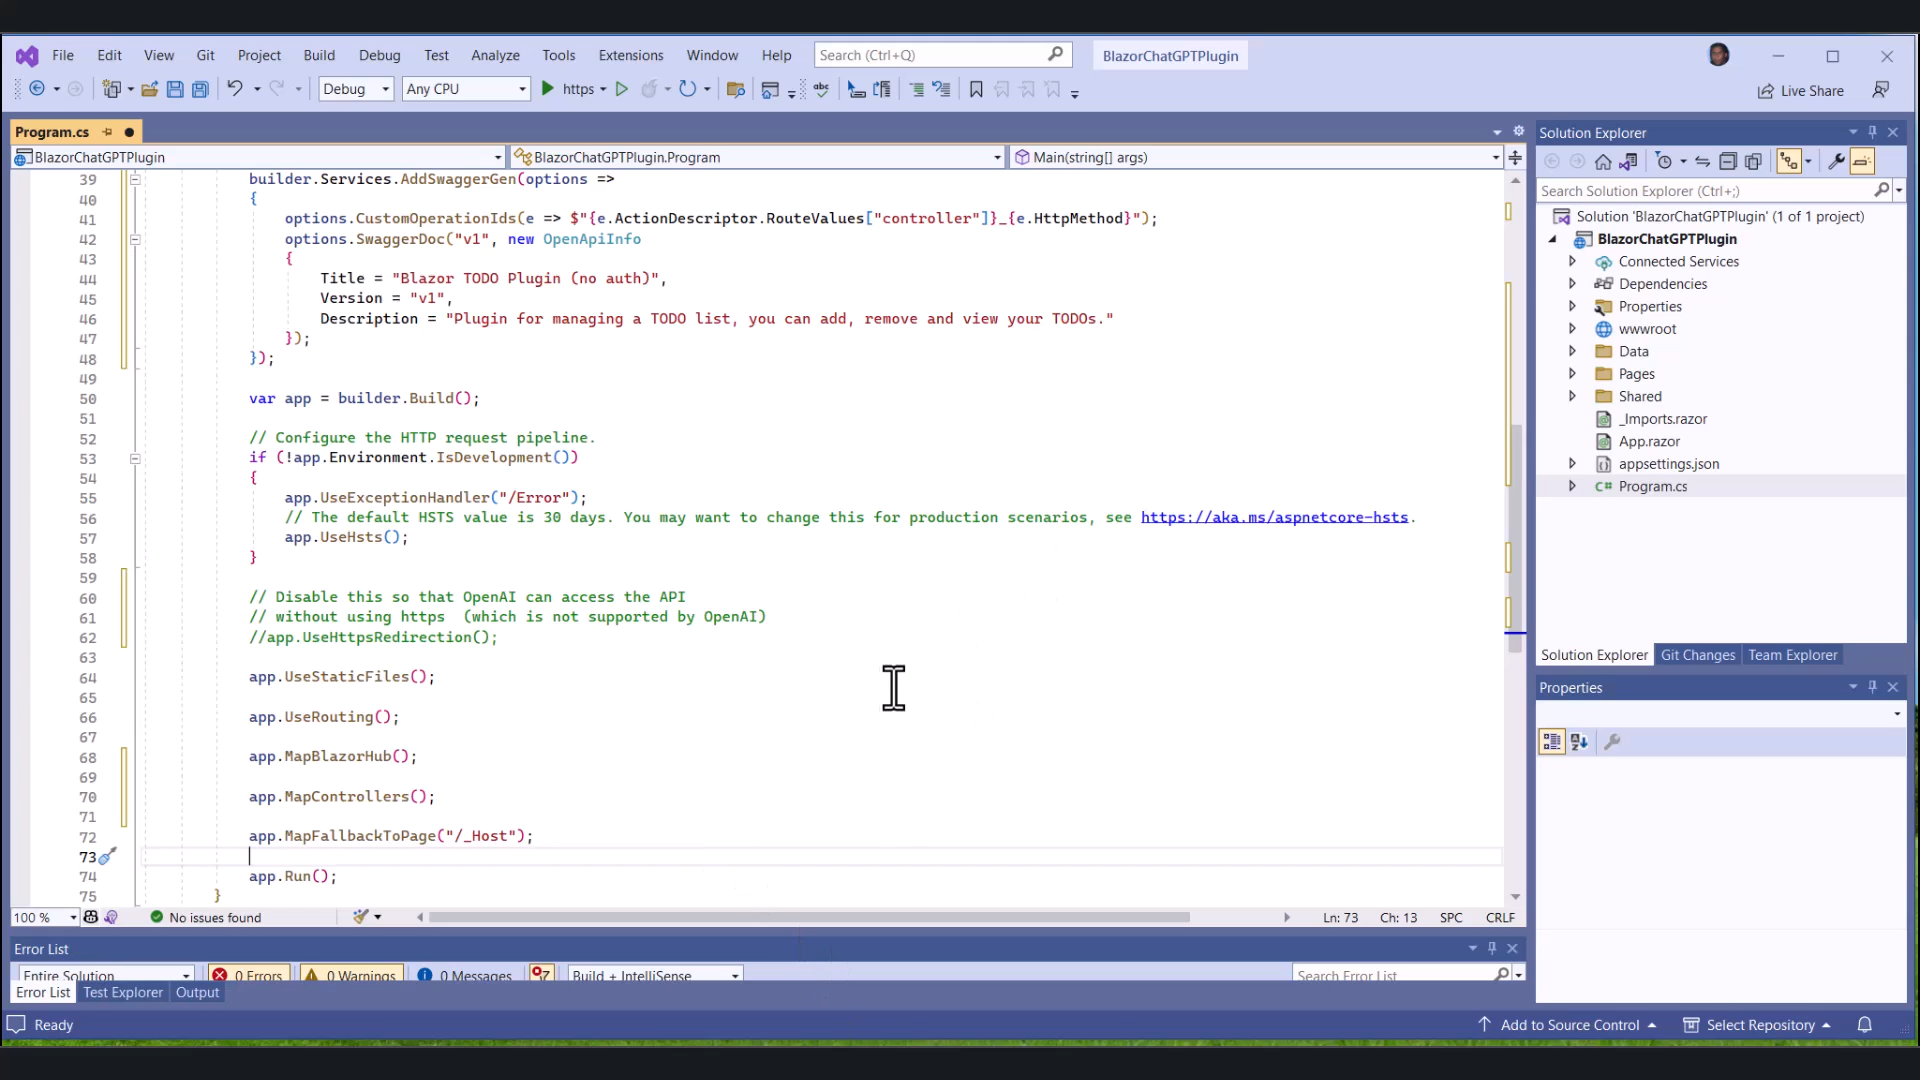 File Edit View Git Project Build Debug Test Analyze Tools Extensions Window Help Search (Ctrl+Q) BlazorChatGPTPlugin
Debug Any CPU https Live Share
Program.cs
BlazorChatGPTPlugin BlazorChatGPTPlugin.Program Main(string[] args)
39 builder.Services.AddSwaggerGen(options =>
40 {
41 options.CustomOperationIds(e => $"{e.ActionDescriptor.RouteValues["controller"]}_{e.HttpMethod}");
42 options.SwaggerDoc("v1", new OpenApiInfo
43 {
44 Title = "Blazor TODO Plugin (no auth)",
45 Version = "v1",
46 Description = "Plugin for managing a TODO list, you can add, remove and view your TODOs."
47 });
48 });
49
50 var app = builder.Build();
51
52 // Configure the HTTP request pipeline.
53 if (!app.Environment.IsDevelopment())
54 {
55 app.UseExceptionHandler("/Error");
56 // The default HSTS value is 30 days. You may want to change this for production scenarios, see https://aka.ms/aspnetcore-hsts.
57 app.UseHsts();
58 }
59
60 // Disable this so that OpenAI can access the API
61 // without using https  (which is not supported by OpenAI)
62 //app.UseHttpsRedirection();
63
64 app.UseStaticFiles();
65
66 app.UseRouting();
67
68 app.MapBlazorHub();
69
70 app.MapControllers();
71
72 app.MapFallbackToPage("/_Host");
73
74 app.Run();
75 }
100 % No issues found Ln: 73 Ch: 13 SPC CRLF
Error List
Entire Solution 0 Errors 0 Warnings 0 Messages Build + IntelliSense Search Error List
Error List Test Explorer Output
Ready Add to Source Control Select Repository
Solution Explorer
Search Solution Explorer (Ctrl+;)
Solution 'BlazorChatGPTPlugin' (1 of 1 project)
BlazorChatGPTPlugin
Connected Services
Dependencies
Properties
wwwroot
Data
Pages
Shared
_Imports.razor
App.razor
appsettings.json
C# Program.cs
Solution Explorer Git Changes Team Explorer
Properties